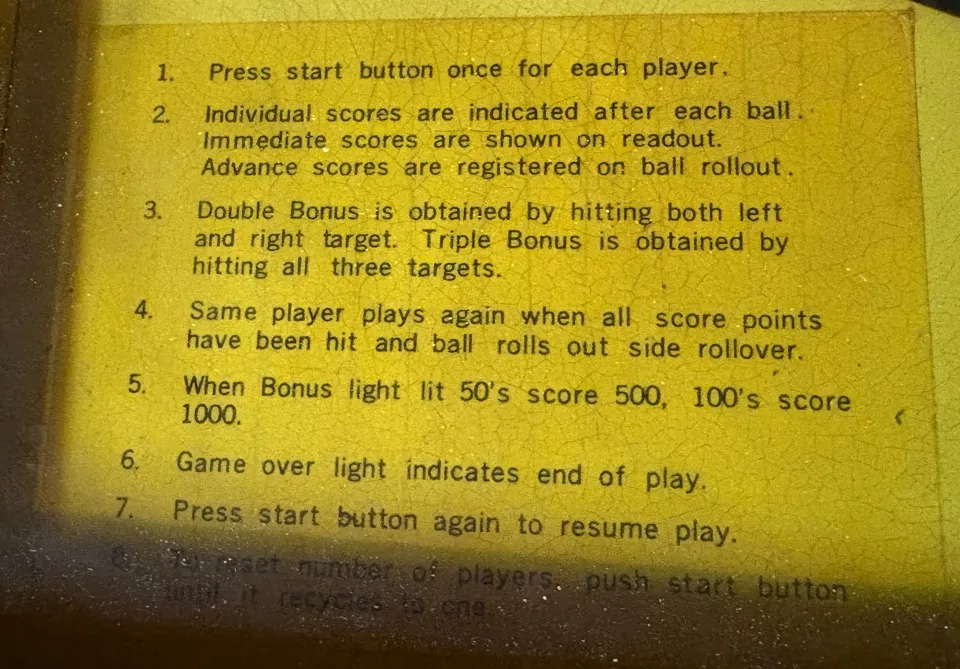 1. Press start button once for each player.
2. Individual scores are indicated after each ball.
Immediate scores are shown on readout.
Advance scores are registered on ball rollout.
3. Double Bonus is obtained by hitting both left
and right target. Triple Bonus is obtained by
hitting all three targets.
4. Same player plays again when all score points
have been hit and ball rolls out side rollover.
5. When Bonus light lit 50's score 500, 100's score
1000.
6. Game over light indicates end of play.
7. Press start button again to resume play.
8. To reset number of players, push start button
until it recycles to one.